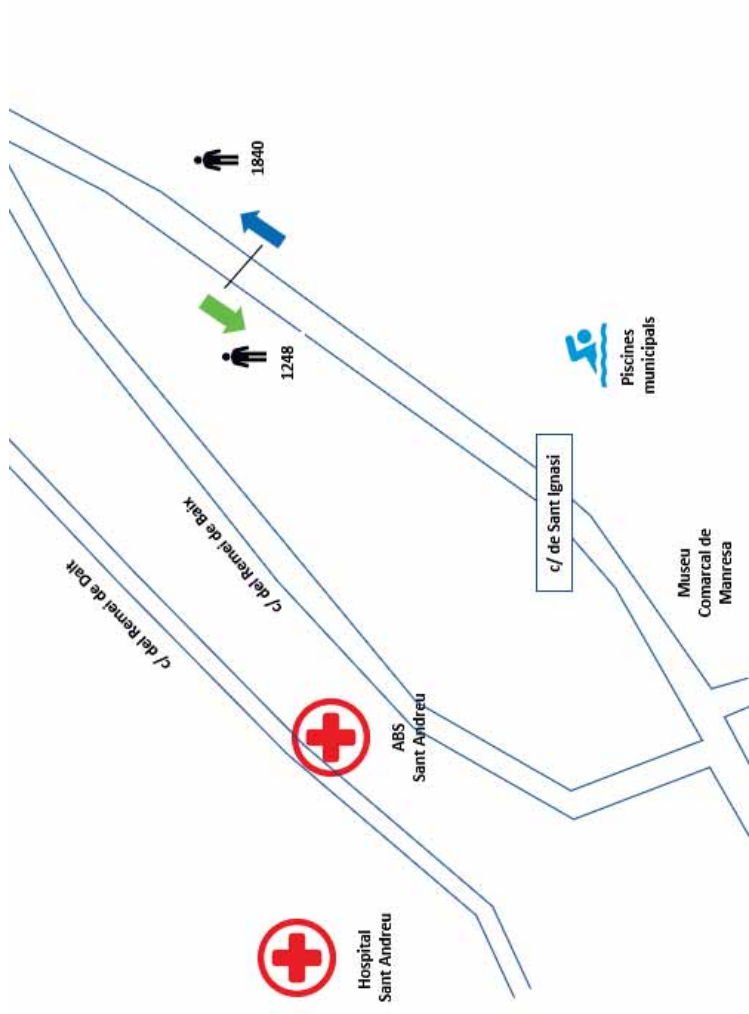 1840
1248
c/ del Remei de Dalt
c/ del Remei de Baix
c/ de Sant Ignasi
Piscines
municipals
Museu
Comarcal de
Manresa
ABS
Sant Andreu
Hospital
Sant Andreu